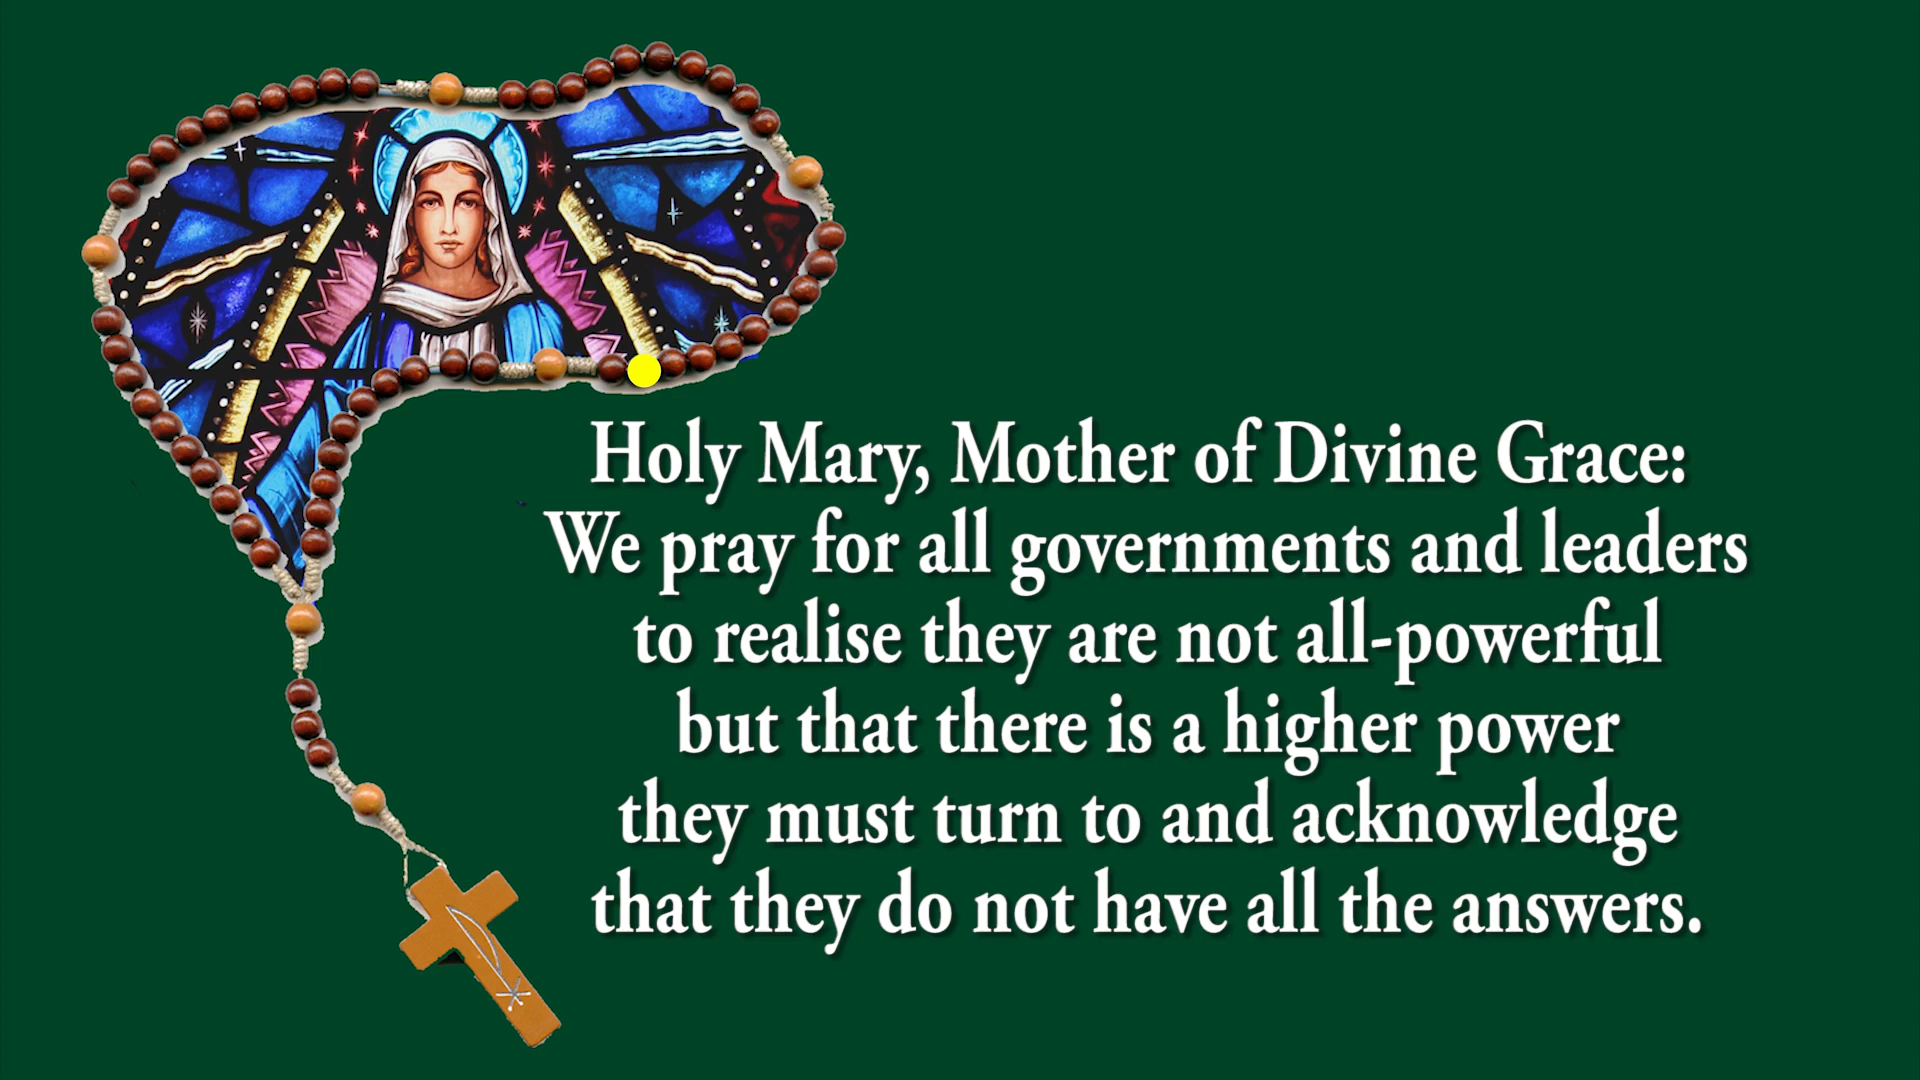 Holy Mary, Mother of Divine Grace:
We pray for all governments and leaders
to realise they are not all-powerful
but that there is a higher power
they must turn to and acknowledge
that they do not have all the answers.